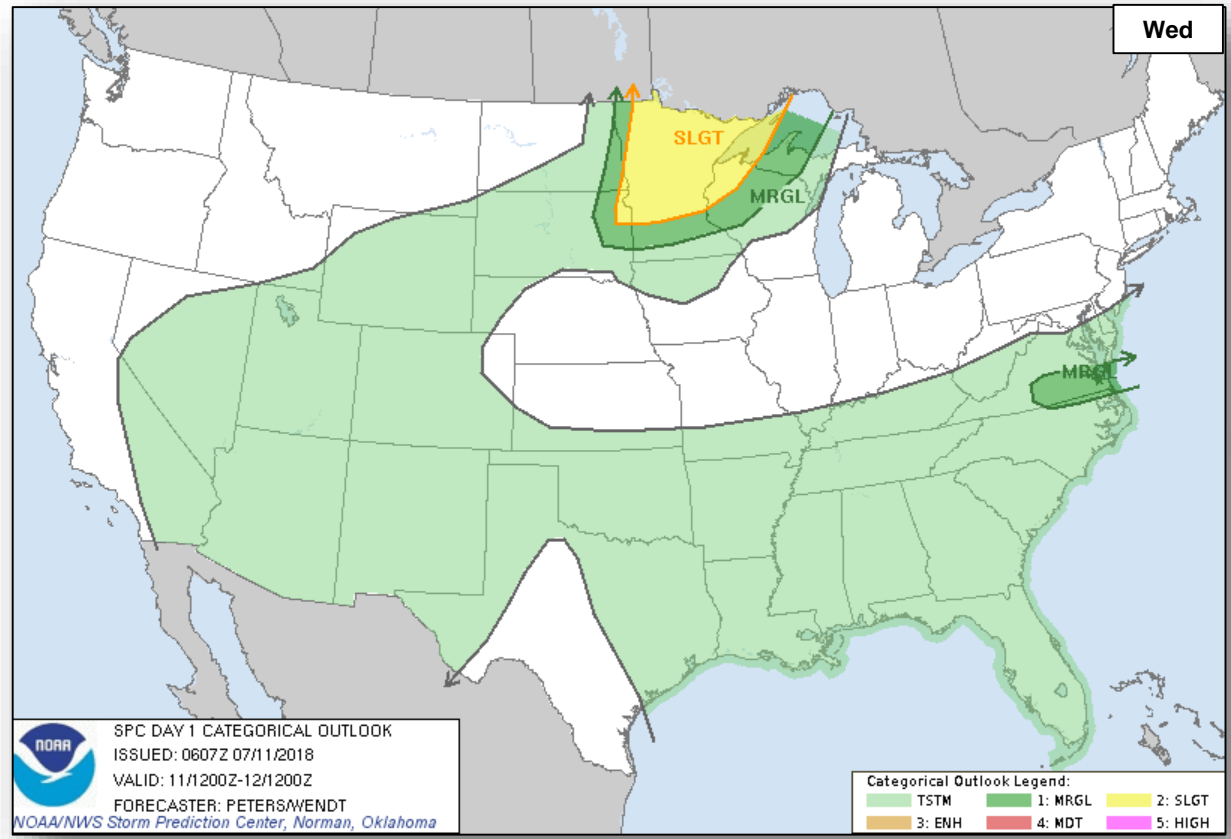 Wed
SLGT
MRGL
MRGL
NOAA
SPC DAY 1 CATEGORICAL OUTLOOK
ISSUED: 0607Z 07/11/2018
VALID: 11/1200Z-12/1200Z
FORECASTER: PETERS/WENDT
NOAA/NWS Storm Prediction Center, Norman, Oklahoma
Categorical Outlook Legend:
TSTM 1: MRGL 2: SLGT
3: ENH 4: MDT 5: HIGH